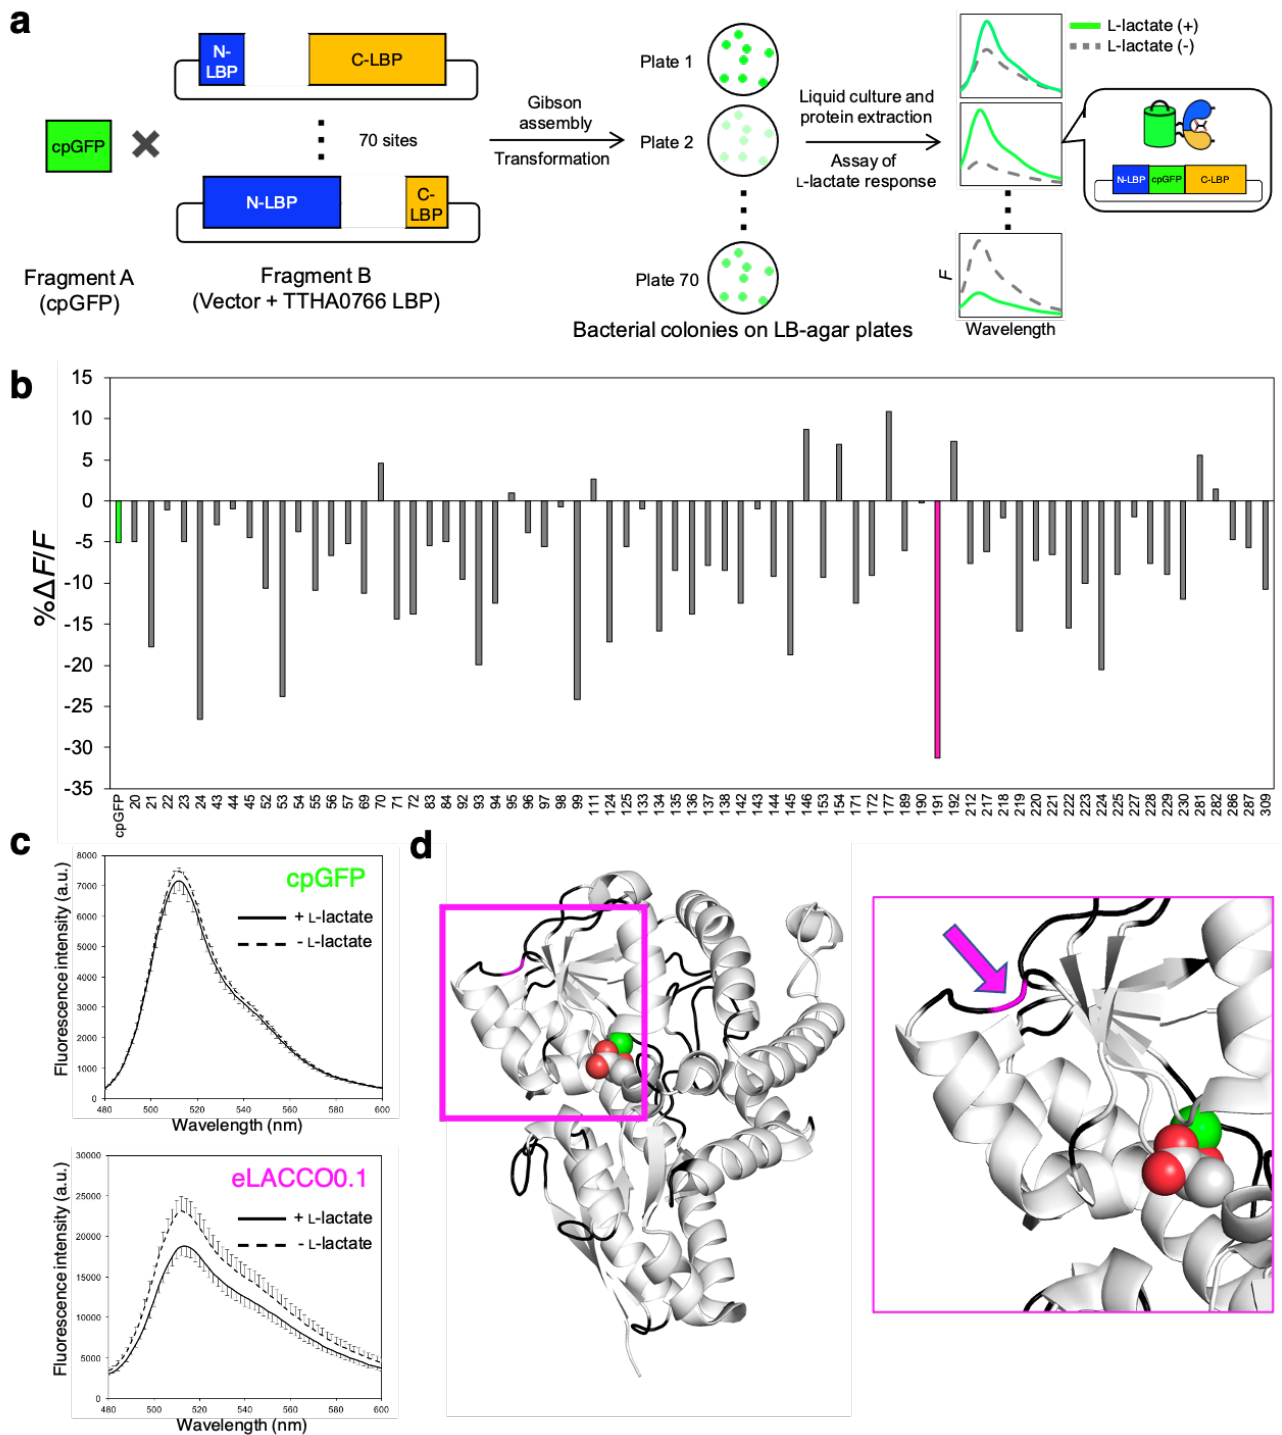 a
N-
LBP
C-LBP
cpGFP
70 sites
N-LBP
C-
LBP
Fragment A
(cpGFP)
Fragment B
(Vector + TTHA0766 LBP)
Gibson
assembly
Transformation
Plate 1
Plate 2
Plate 70
Bacterial colonies on LB-agar plates
Liquid culture and
protein extraction
Assay of
L-lactate response
L-lactate (+)
L-lactate (-)
F
Wavelength
N-LBP cpGFP C-LBP
b
%ΔF/F
15
10
5
0
-5
-10
-15
-20
-25
-30
-35
cpGFP 20 21 22 23 24 43 44 45 52 53 54 55 56 57 69 70 71 72 83 84 92 93 94 95 96 97 98 99 111 124 125 133 134 135 136 137 138 142 143 144 145 146 153 154 171 172 177 189 190 191 192 212 217 218 219 220 221 222 223 224 225 227 228 229 230 281 282 286 287 309
c
cpGFP
+ L-lactate
- L-lactate
Fluorescence intensity (a.u.)
8000
7000
6000
5000
4000
3000
2000
1000
0
480 500 520 540 560 580 600
Wavelength (nm)
eLACCO0.1
+ L-lactate
- L-lactate
Fluorescence intensity (a.u.)
30000
25000
20000
15000
10000
5000
0
480 500 520 540 560 580 600
Wavelength (nm)
d